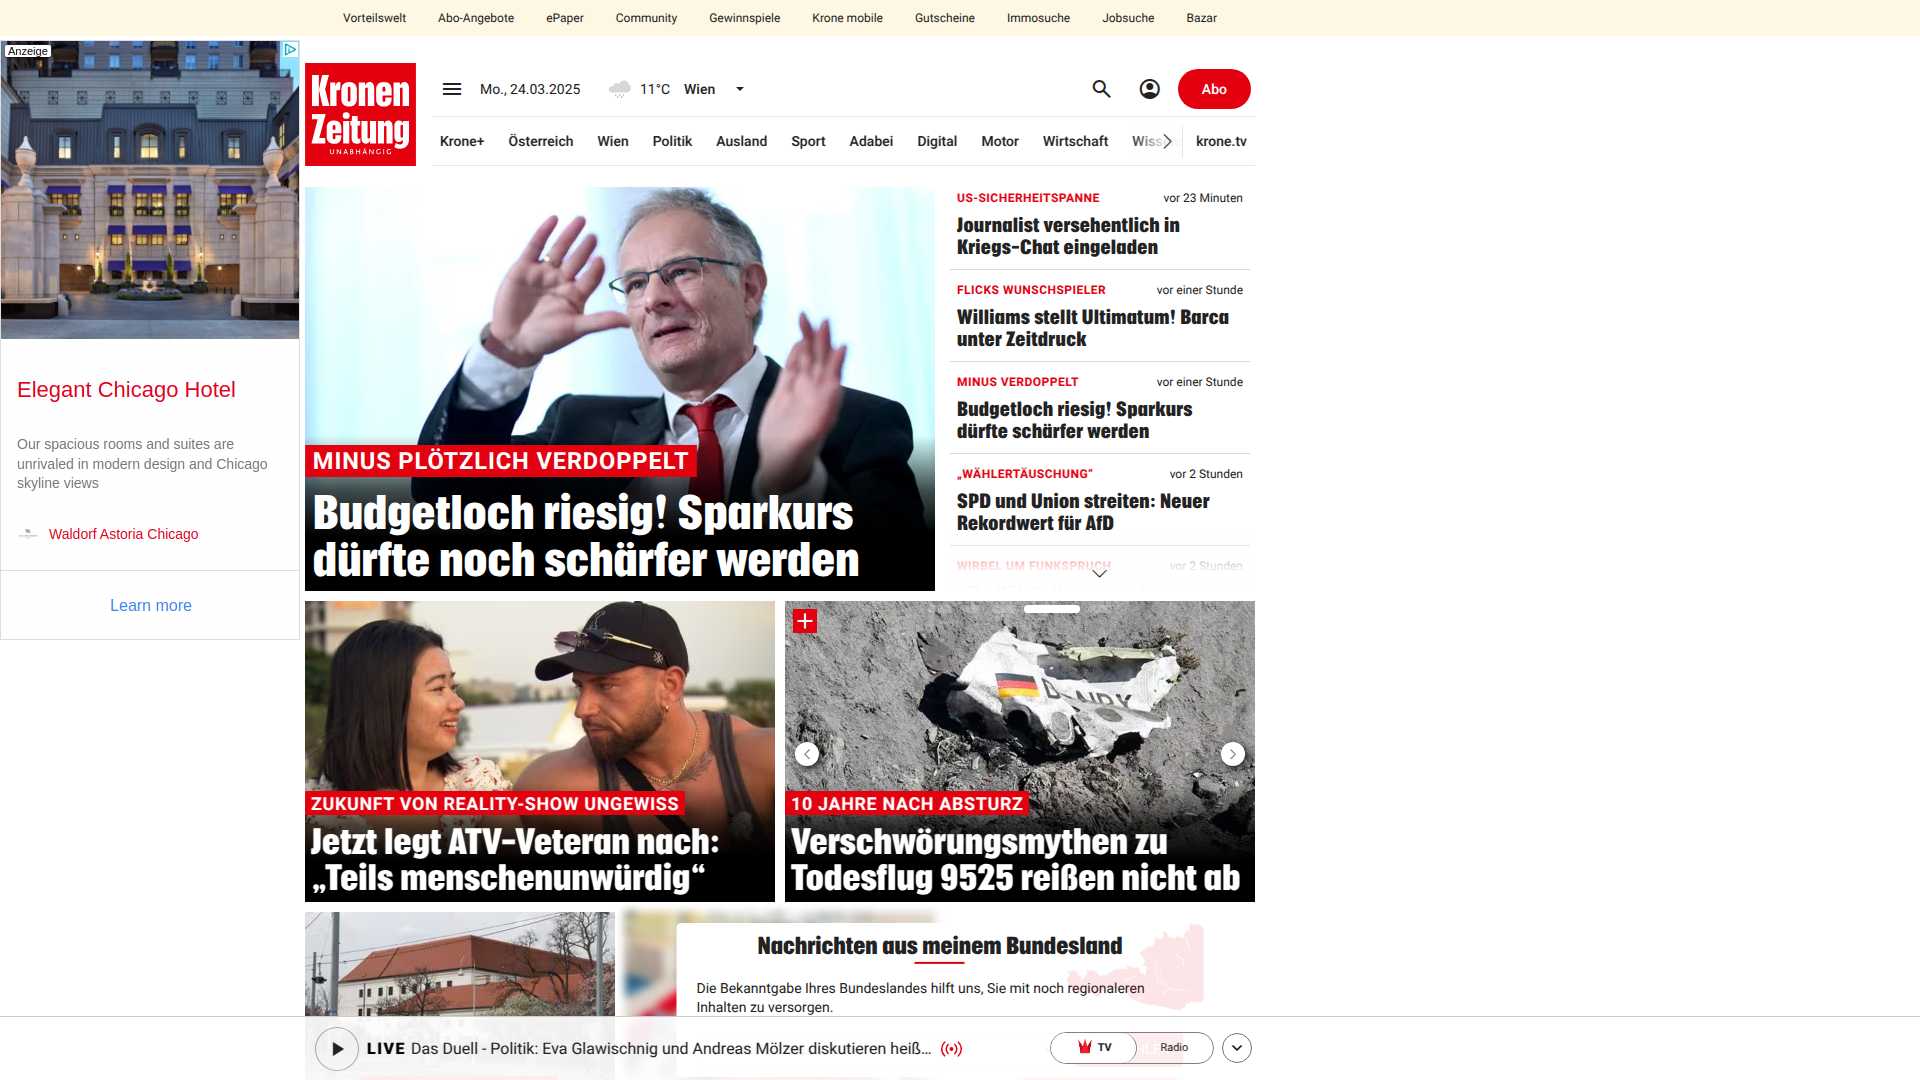 Vorteilswelt
Abo-Angebote
ePaper
Community
Gewinnspiele
Krone mobile
Gutscheine
Immosuche
Jobsuche
Bazar
Anzeige
Elegant Chicago Hotel
Our spacious rooms and suites are
unrivaled in modern design and Chicago
skyline views
Waldorf Astoria Chicago
Learn more
Kronen
Zeitung
UNABHÄNGIG
Mo., 24.03.2025
11°C
Wien
Abo
Krone+
Österreich
Wien
Politik
Ausland
Sport
Adabei
Digital
Motor
Wirtschaft
Wiss
krone.tv
MINUS PLÖTZLICH VERDOPPELT
Budgetloch riesig! Sparkurs
dürfte noch schärfer werden
US-SICHERHEITSPANNE
vor 23 Minuten
Journalist versehentlich in
Kriegs-Chat eingeladen
FLICKS WUNSCHSPIELER
vor einer Stunde
Williams stellt Ultimatum! Barca
unter Zeitdruck
MINUS VERDOPPELT
vor einer Stunde
Budgetloch riesig! Sparkurs
dürfte schärfer werden
„WÄHLERTÄUSCHUNG“
vor 2 Stunden
SPD und Union streiten: Neuer
Rekordwert für AfD
WIRBEL UM FUNKSPRUCH
vor 2 Stunden
ZUKUNFT VON REALITY-SHOW UNGEWISS
Jetzt legt ATV-Veteran nach:
„Teils menschenunwürdig“
10 JAHRE NACH ABSTURZ
Verschwörungsmythen zu
Todesflug 9525 reißen nicht ab
Nachrichten aus meinem Bundesland
Die Bekanntgabe Ihres Bundeslandes hilft uns, Sie mit noch regionaleren
Inhalten zu versorgen.
LIVE Das Duell - Politik: Eva Glawischnig und Andreas Mölzer diskutieren heiß...
TV
Radio